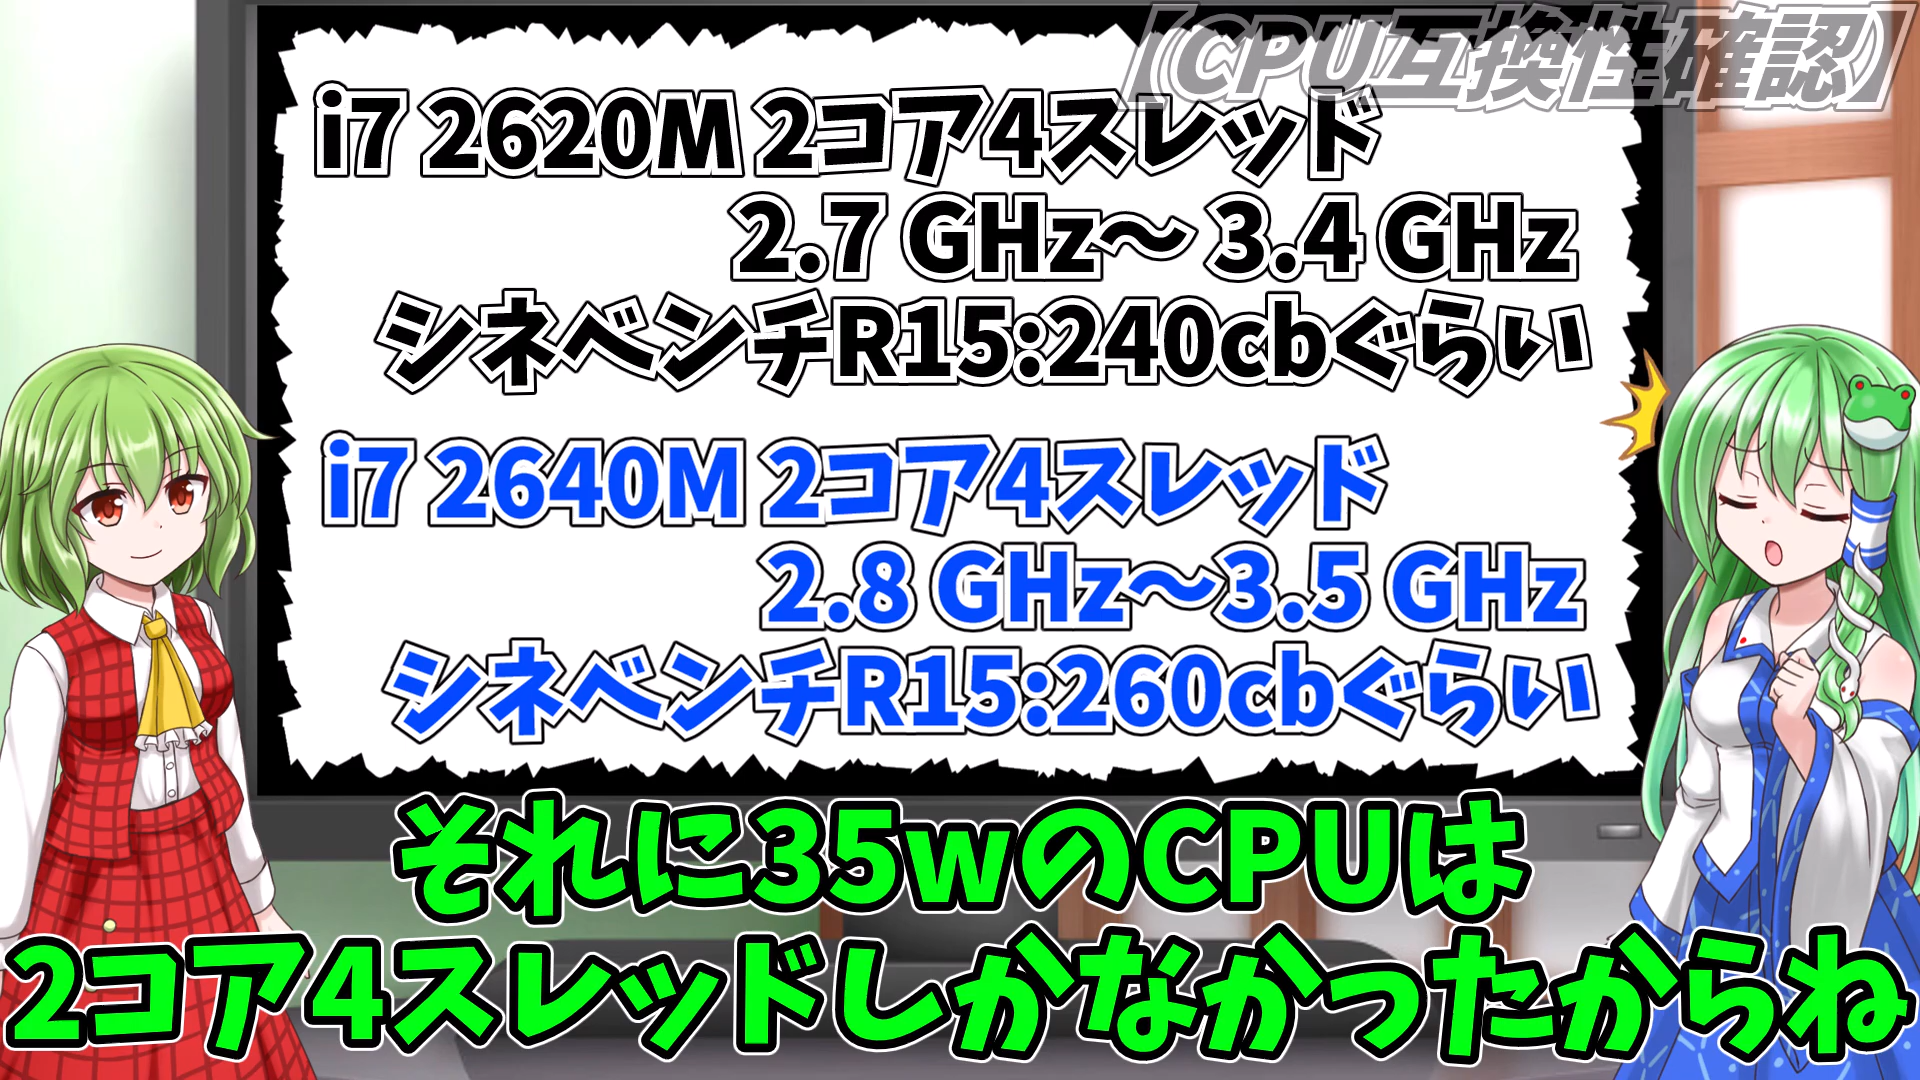 【CPU互換性確認】
i7 2620M 2コア4スレッド
2.7 GHz～ 3.4 GHz
シネベンチR15:240cbぐらい
i7 2640M 2コア4スレッド
2.8 GHz～3.5 GHz
シネベンチR15:260cbぐらい
それに35wのCPUは
2コア4スレッドしかなかったからね